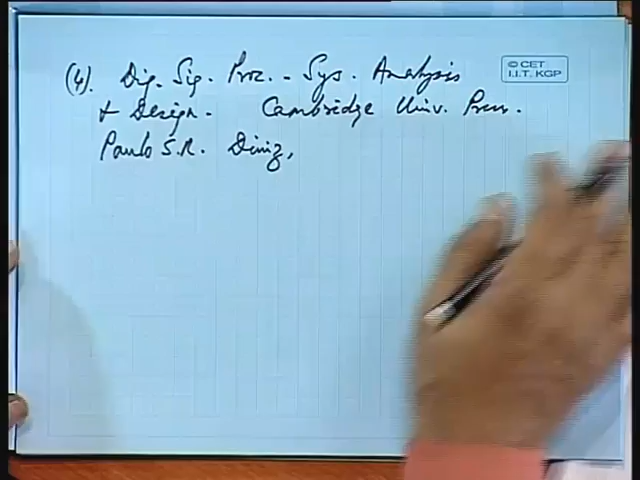 (4). Dig. Sig. Proc. - Sys. Analysis
© CET
I.I.T. KGP
& Design. Cambridge Univ. Press.
Paulo S.R. Diniz,